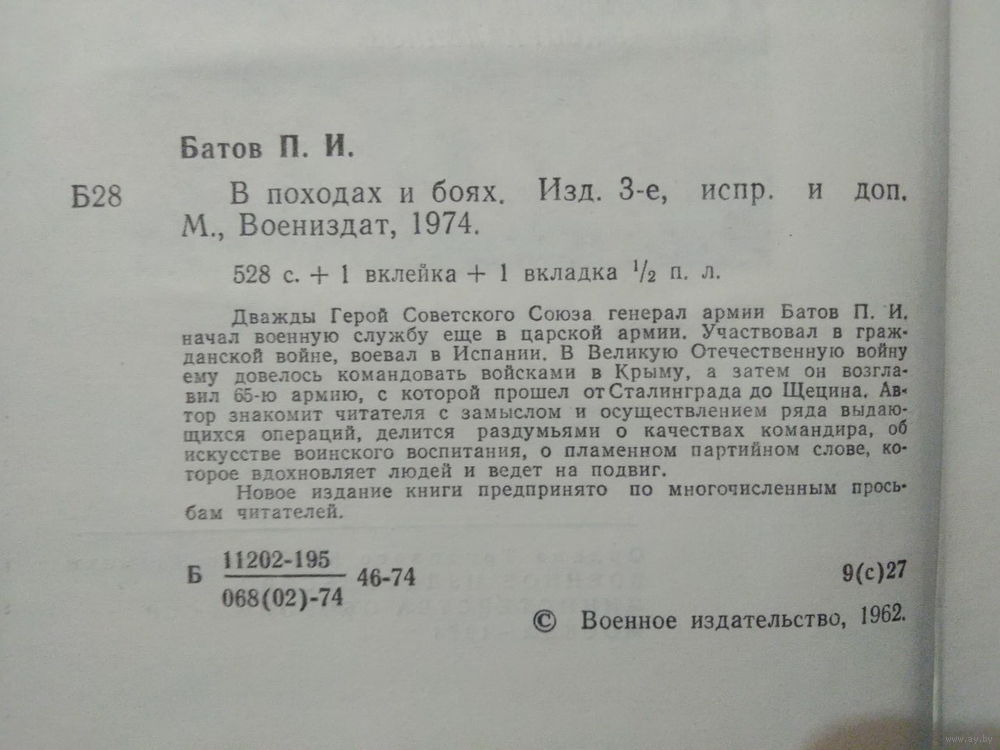 Батов П. И.
Б28 В походах и боях. Изд. 3-е, испр. и доп.
М., Воениздат, 1974.
528 с. + 1 вклейка + 1 вкладка 1/2 п. л.
Дважды Герой Советского Союза генерал армии Батов П. И.
начал военную службу еще в царской армии. Участвовал в граж-
данской войне, воевал в Испании. В Великую Отечественную войну
ему довелось командовать войсками в Крыму, а затем он возгла-
вил 65-ю армию, с которой прошел от Сталинграда до Щецина. Ав-
тор знакомит читателя с замыслом и осуществлением ряда выдаю-
щихся операций, делится раздумьями о качествах командира, об
искусстве воинского воспитания, о пламенном партийном слове, ко-
торое вдохновляет людей и ведет на подвиг.
Новое издание книги предпринято по многочисленным прось-
бам читателей.
Б 11202-195 46-74
068(02)-74
9(с)27
© Военное издательство, 1962.
www.ay.by